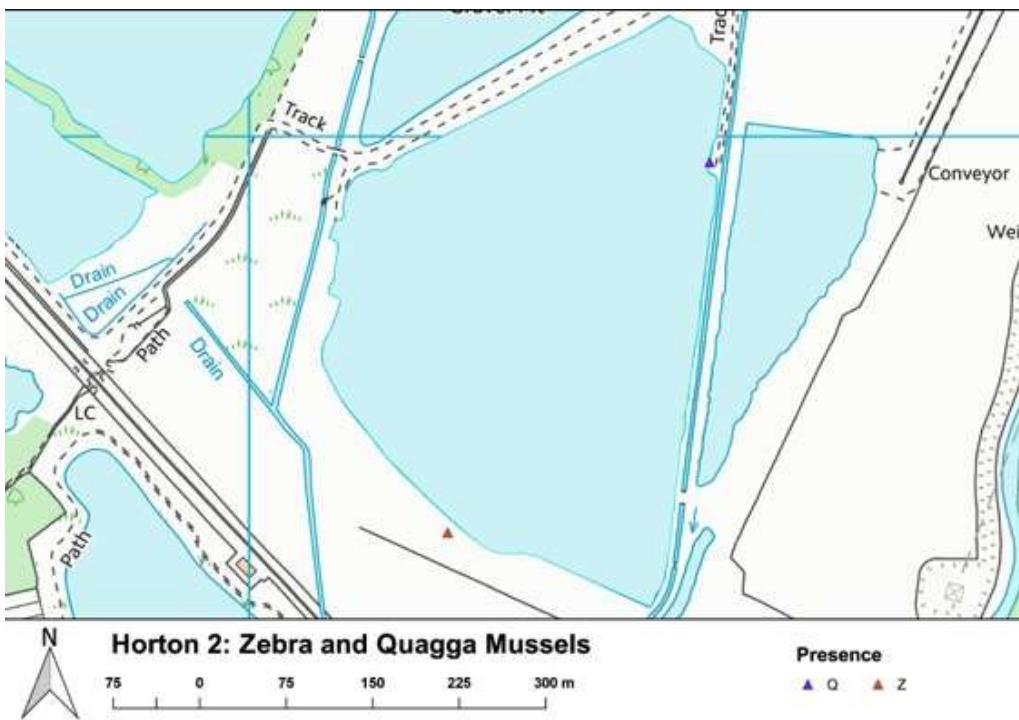 Track
Track
Conveyor
Drain
Drain
Path
Drain
LC
Path
N
Horton 2: Zebra and Quagga Mussels
75 0 75 150 225 300 m
Presence
Q Z